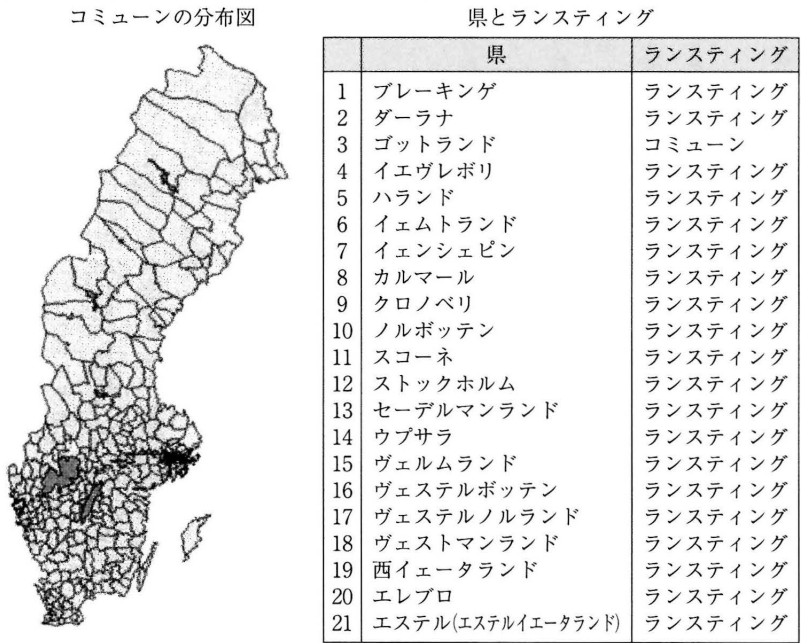 コミューンの分布図
県とランスティング
県 ランスティング
1 ブレーキンゲ ランスティング
2 ダーラナ ランスティング
3 ゴットランド コミューン
4 イエヴレボリ ランスティング
5 ハランド ランスティング
6 イェムトランド ランスティング
7 イェンシェピン ランスティング
8 カルマール ランスティング
9 クロノベリ ランスティング
10 ノルボッテン ランスティング
11 スコーネ ランスティング
12 ストックホルム ランスティング
13 セーデルマンランド ランスティング
14 ウプサラ ランスティング
15 ヴェルムランド ランスティング
16 ヴェステルボッテン ランスティング
17 ヴェステルノルランド ランスティング
18 ヴェストマンランド ランスティング
19 西イェータランド ランスティング
20 エレブロ ランスティング
21 エステル(エステルイエータランド) ランスティング